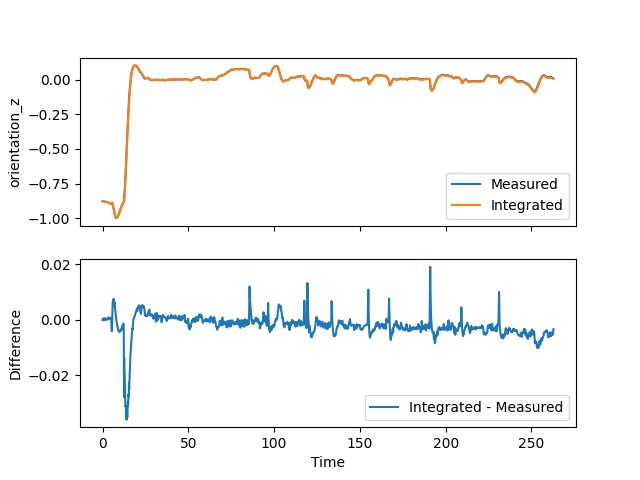 orientation_z
0.00
−0.25
−0.50
−0.75
−1.00
Measured
Integrated
Difference
0.02
0.00
−0.02
Integrated - Measured
0 50 100 150 200 250
Time